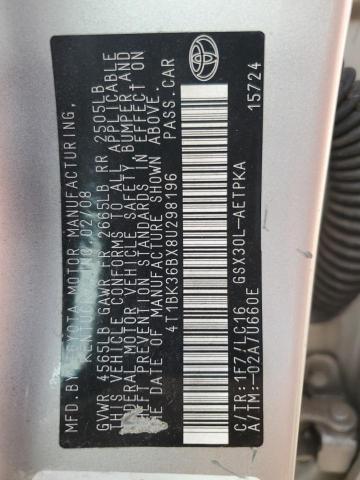 MFD. BY TOYOTA MOTOR MANUFACTURING,
KENTUCKY, 02/08
GVWR 4565LB GAWR FR 2665LB RR 2505LB
THIS VEHICLE CONFORMS TO ALL APPLICABLE
FEDERAL MOTOR VEHICLE SAFETY, BUMPER, AND
THEFT PREVENTION STANDARDS IN EFFECT ON
THE DATE OF MANUFACTURE SHOWN ABOVE.
4T1BK36BX8U298196 PASS. CAR
C/TR: 1F7/LC16 GSX30L-AETPKA
A/TM: -02A/U660E 15724